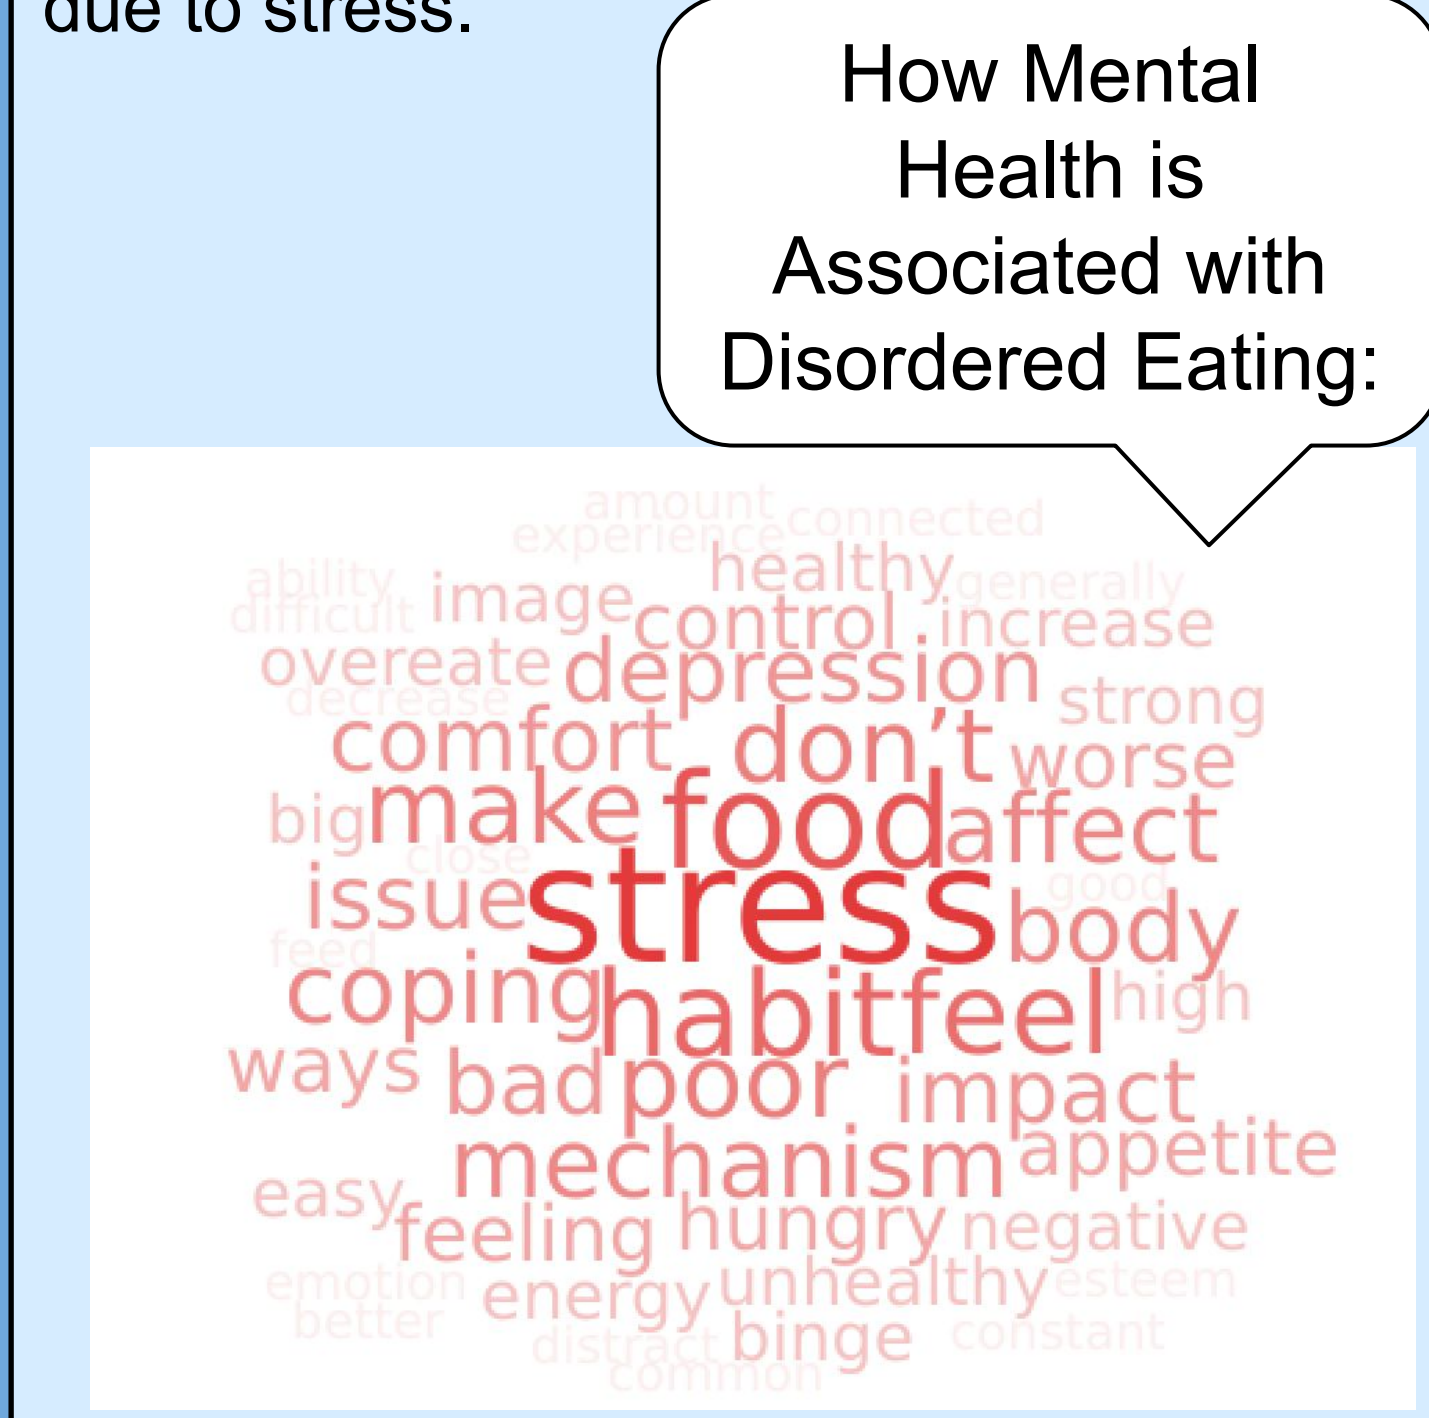 due to stress.
How Mental
Health is
Associated with
Disordered Eating:
amount
experience connected
healthy
ability image generally
difficult control increase
overeate depression
decrease strong
comfort don't worse
big make food affect
close
issue stress good
body
feed
coping habit feel high
ways bad poor impact
mechanism appetite
easy
feeling hungry negative
emotion energy unhealthy esteem
better distract binge constant
common